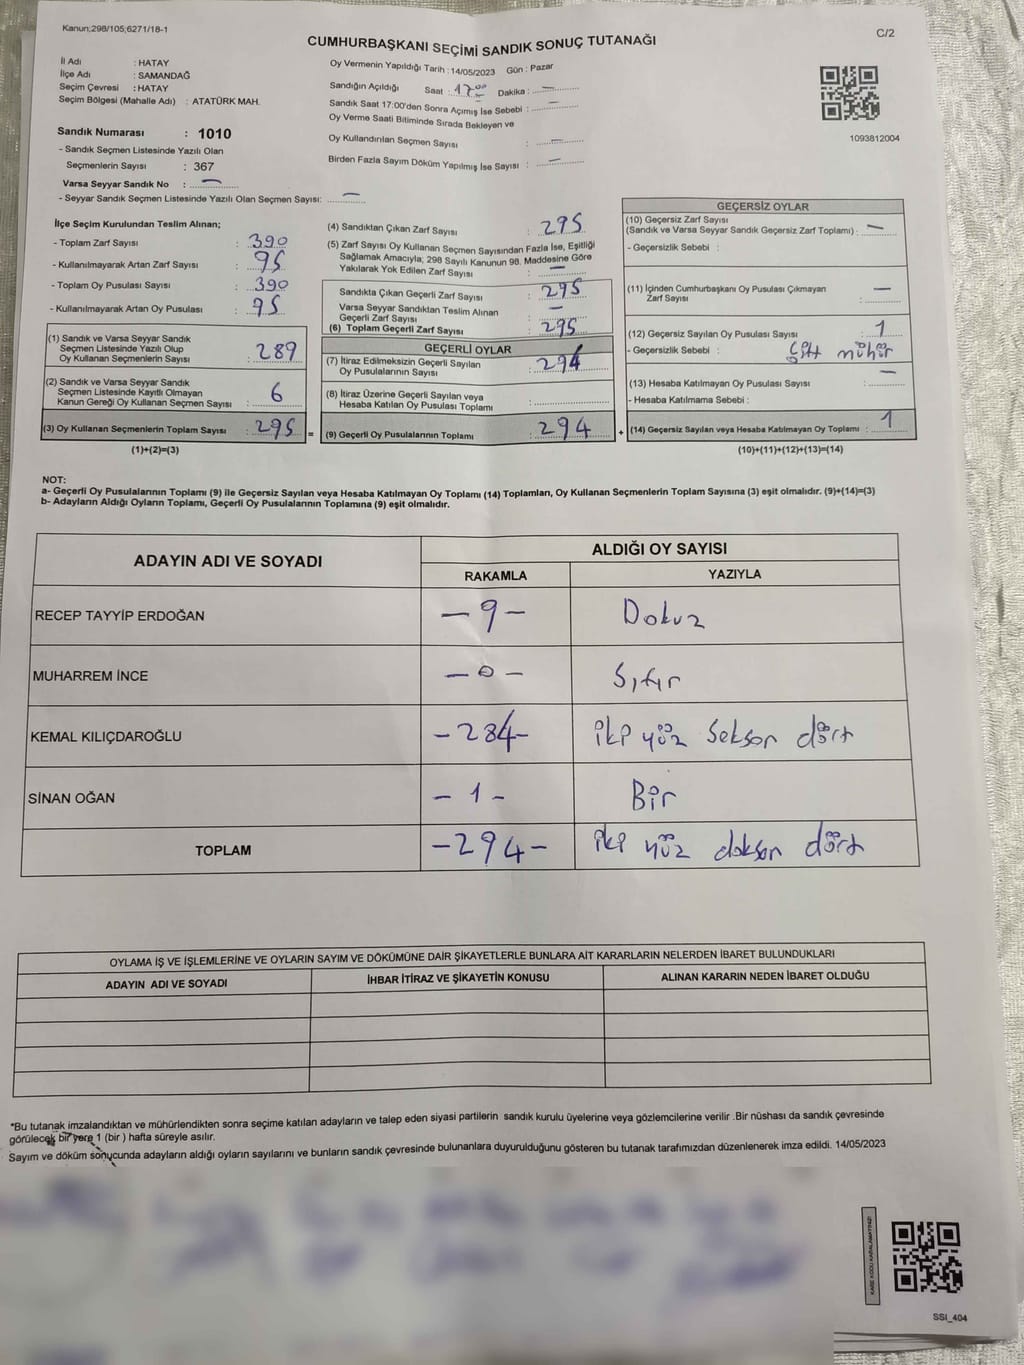 Kanun;298/105;6271/18-1
C/2
CUMHURBAŞKANI SEÇİMİ SANDIK SONUÇ TUTANAĞI
İl Adı : HATAY
İlçe Adı : SAMANDAĞ
Seçim Çevresi : HATAY
Seçim Bölgesi (Mahalle Adı) : ATATÜRK MAH.
Sandık Numarası : 1010
- Sandık Seçmen Listesinde Yazılı Olan
Seçmenlerin Sayısı : 367
Varsa Seyyar Sandık No : —
- Seyyar Sandık Seçmen Listesinde Yazılı Olan Seçmen Sayısı: —
Oy Vermenin Yapıldığı Tarih : 14/05/2023 Gün : Pazar
Sandığın Açıldığı Saat : 17:00 Dakika : —
Sandık Saat 17:00'den Sonra Açımış İse Sebebi : —
Oy Verme Saati Bitiminde Sırada Bekleyen ve
Oy Kullandırılan Seçmen Sayısı : —
Birden Fazla Sayım Döküm Yapılmış İse Sayısı : —
1093812004
İlçe Seçim Kurulundan Teslim Alınan;
- Toplam Zarf Sayısı : 390
- Kullanılmayarak Artan Zarf Sayısı : 95
- Toplam Oy Pusulası Sayısı : 390
- Kullanılmayarak Artan Oy Pusulası : 95
(1) Sandık ve Varsa Seyyar Sandık
Seçmen Listesinde Yazılı Olup
Oy Kullanan Seçmenlerin Sayısı : 289
(2) Sandık ve Varsa Seyyar Sandık
Seçmen Listesinde Kayıtlı Olmayan
Kanun Gereği Oy Kullanan Seçmen Sayısı : 6
(3) Oy Kullanan Seçmenlerin Toplam Sayısı : 295 =
(1)+(2)=(3)
(4) Sandıktan Çıkan Zarf Sayısı : 295
(5) Zarf Sayısı Oy Kullanan Seçmen Sayısından Fazla İse, Eşitliği
Sağlamak Amacıyla; 298 Sayılı Kanunun 98. Maddesine Göre
Yakılarak Yok Edilen Zarf Sayısı : —
Sandıkta Çıkan Geçerli Zarf Sayısı : 295
Varsa Seyyar Sandıktan Teslim Alınan
Geçerli Zarf Sayısı : —
(6) Toplam Geçerli Zarf Sayısı : 295
GEÇERLİ OYLAR
(7) İtiraz Edilmeksizin Geçerli Sayılan
Oy Pusulalarının Sayısı : 294
(8) İtiraz Üzerine Geçerli Sayılan veya
Hesaba Katılan Oy Pusulası Toplamı :
(9) Geçerli Oy Pusulalarının Toplamı : 294 +
GEÇERSİZ OYLAR
(10) Geçersiz Zarf Sayısı
(Sandık ve Varsa Seyyar Sandık Geçersiz Zarf Toplamı) : —
- Geçersizlik Sebebi :
(11) İçinden Cumhurbaşkanı Oy Pusulası Çıkmayan
Zarf Sayısı : —
(12) Geçersiz Sayılan Oy Pusulası Sayısı : 1
- Geçersizlik Sebebi : Çift mühür
(13) Hesaba Katılmayan Oy Pusulası Sayısı : —
- Hesaba Katılmama Sebebi :
(14) Geçersiz Sayılan veya Hesaba Katılmayan Oy Toplamı : 1
(10)+(11)+(12)+(13)=(14)
NOT:
a- Geçerli Oy Pusulalarının Toplamı (9) ile Geçersiz Sayılan veya Hesaba Katılmayan Oy Toplamı (14) Toplamları, Oy Kullanan Seçmenlerin Toplam Sayısına (3) eşit olmalıdır. (9)+(14)=(3)
b- Adayların Aldığı Oyların Toplamı, Geçerli Oy Pusulalarının Toplamına (9) eşit olmalıdır.
ADAYIN ADI VE SOYADI
ALDIĞI OY SAYISI
RAKAMLA YAZIYLA
RECEP TAYYİP ERDOĞAN — 9 — Dokuz
MUHARREM İNCE — 0 — Sıfır
KEMAL KILIÇDAROĞLU — 284 — iki yüz seksen dört
SİNAN OĞAN — 1 — Bir
TOPLAM — 294 — iki yüz doksan dört
OYLAMA İŞ VE İŞLEMLERİNE VE OYLARIN SAYIM VE DÖKÜMÜNE DAİR ŞİKAYETLERLE BUNLARA AİT KARARLARIN NELERDEN İBARET BULUNDUKLARI
ADAYIN ADI VE SOYADI İHBAR İTİRAZ VE ŞİKAYETİN KONUSU ALINAN KARARIN NEDEN İBARET OLDUĞU
*Bu tutanak imzalandıktan ve mühürlendikten sonra seçime katılan adayların ve talep eden siyasi partilerin sandık kurulu üyelerine veya gözlemcilerine verilir .Bir nüshası da sandık çevresinde
görülecek bir yere 1 (bir ) hafta süreyle asılır.
Sayım ve döküm sonucunda adayların aldığı oyların sayılarını ve bunların sandık çevresinde bulunanlara duyurulduğunu gösteren bu tutanak tarafımızdan düzenlenerek imza edildi. 14/05/2023
KARE KODU KARALAMAYINIZ!
SSI_404